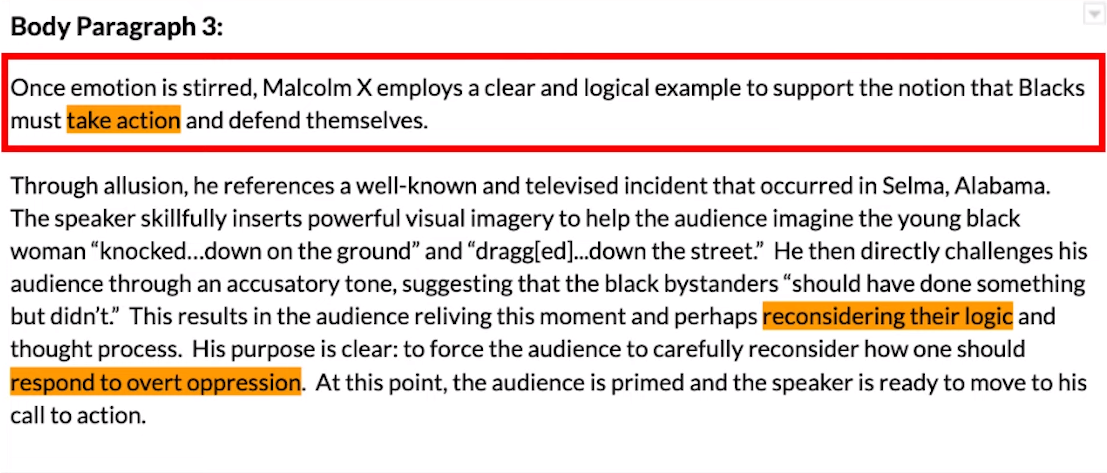 Body Paragraph 3:
Once emotion is stirred, Malcolm X employs a clear and logical example to support the notion that Blacks
must take action and defend themselves.
Through allusion, he references a well-known and televised incident that occurred in Selma, Alabama.
The speaker skillfully inserts powerful visual imagery to help the audience imagine the young black
woman “knocked...down on the ground” and “dragg[ed]...down the street.”  He then directly challenges his
audience through an accusatory tone, suggesting that the black bystanders “should have done something
but didn’t.”  This results in the audience reliving this moment and perhaps reconsidering their logic and
thought process.  His purpose is clear: to force the audience to carefully reconsider how one should
respond to overt oppression.  At this point, the audience is primed and the speaker is ready to move to his
call to action.